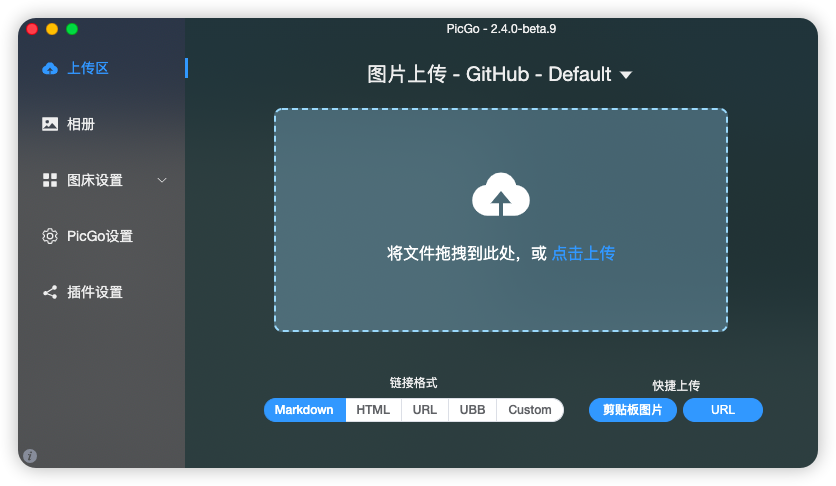 PicGo - 2.4.0-beta.9
上传区
相册
图床设置
PicGo设置
插件设置
图片上传 - GitHub - Default
将文件拖拽到此处，或 点击上传
链接格式
Markdown HTML URL UBB Custom
快捷上传
剪贴板图片 URL
i